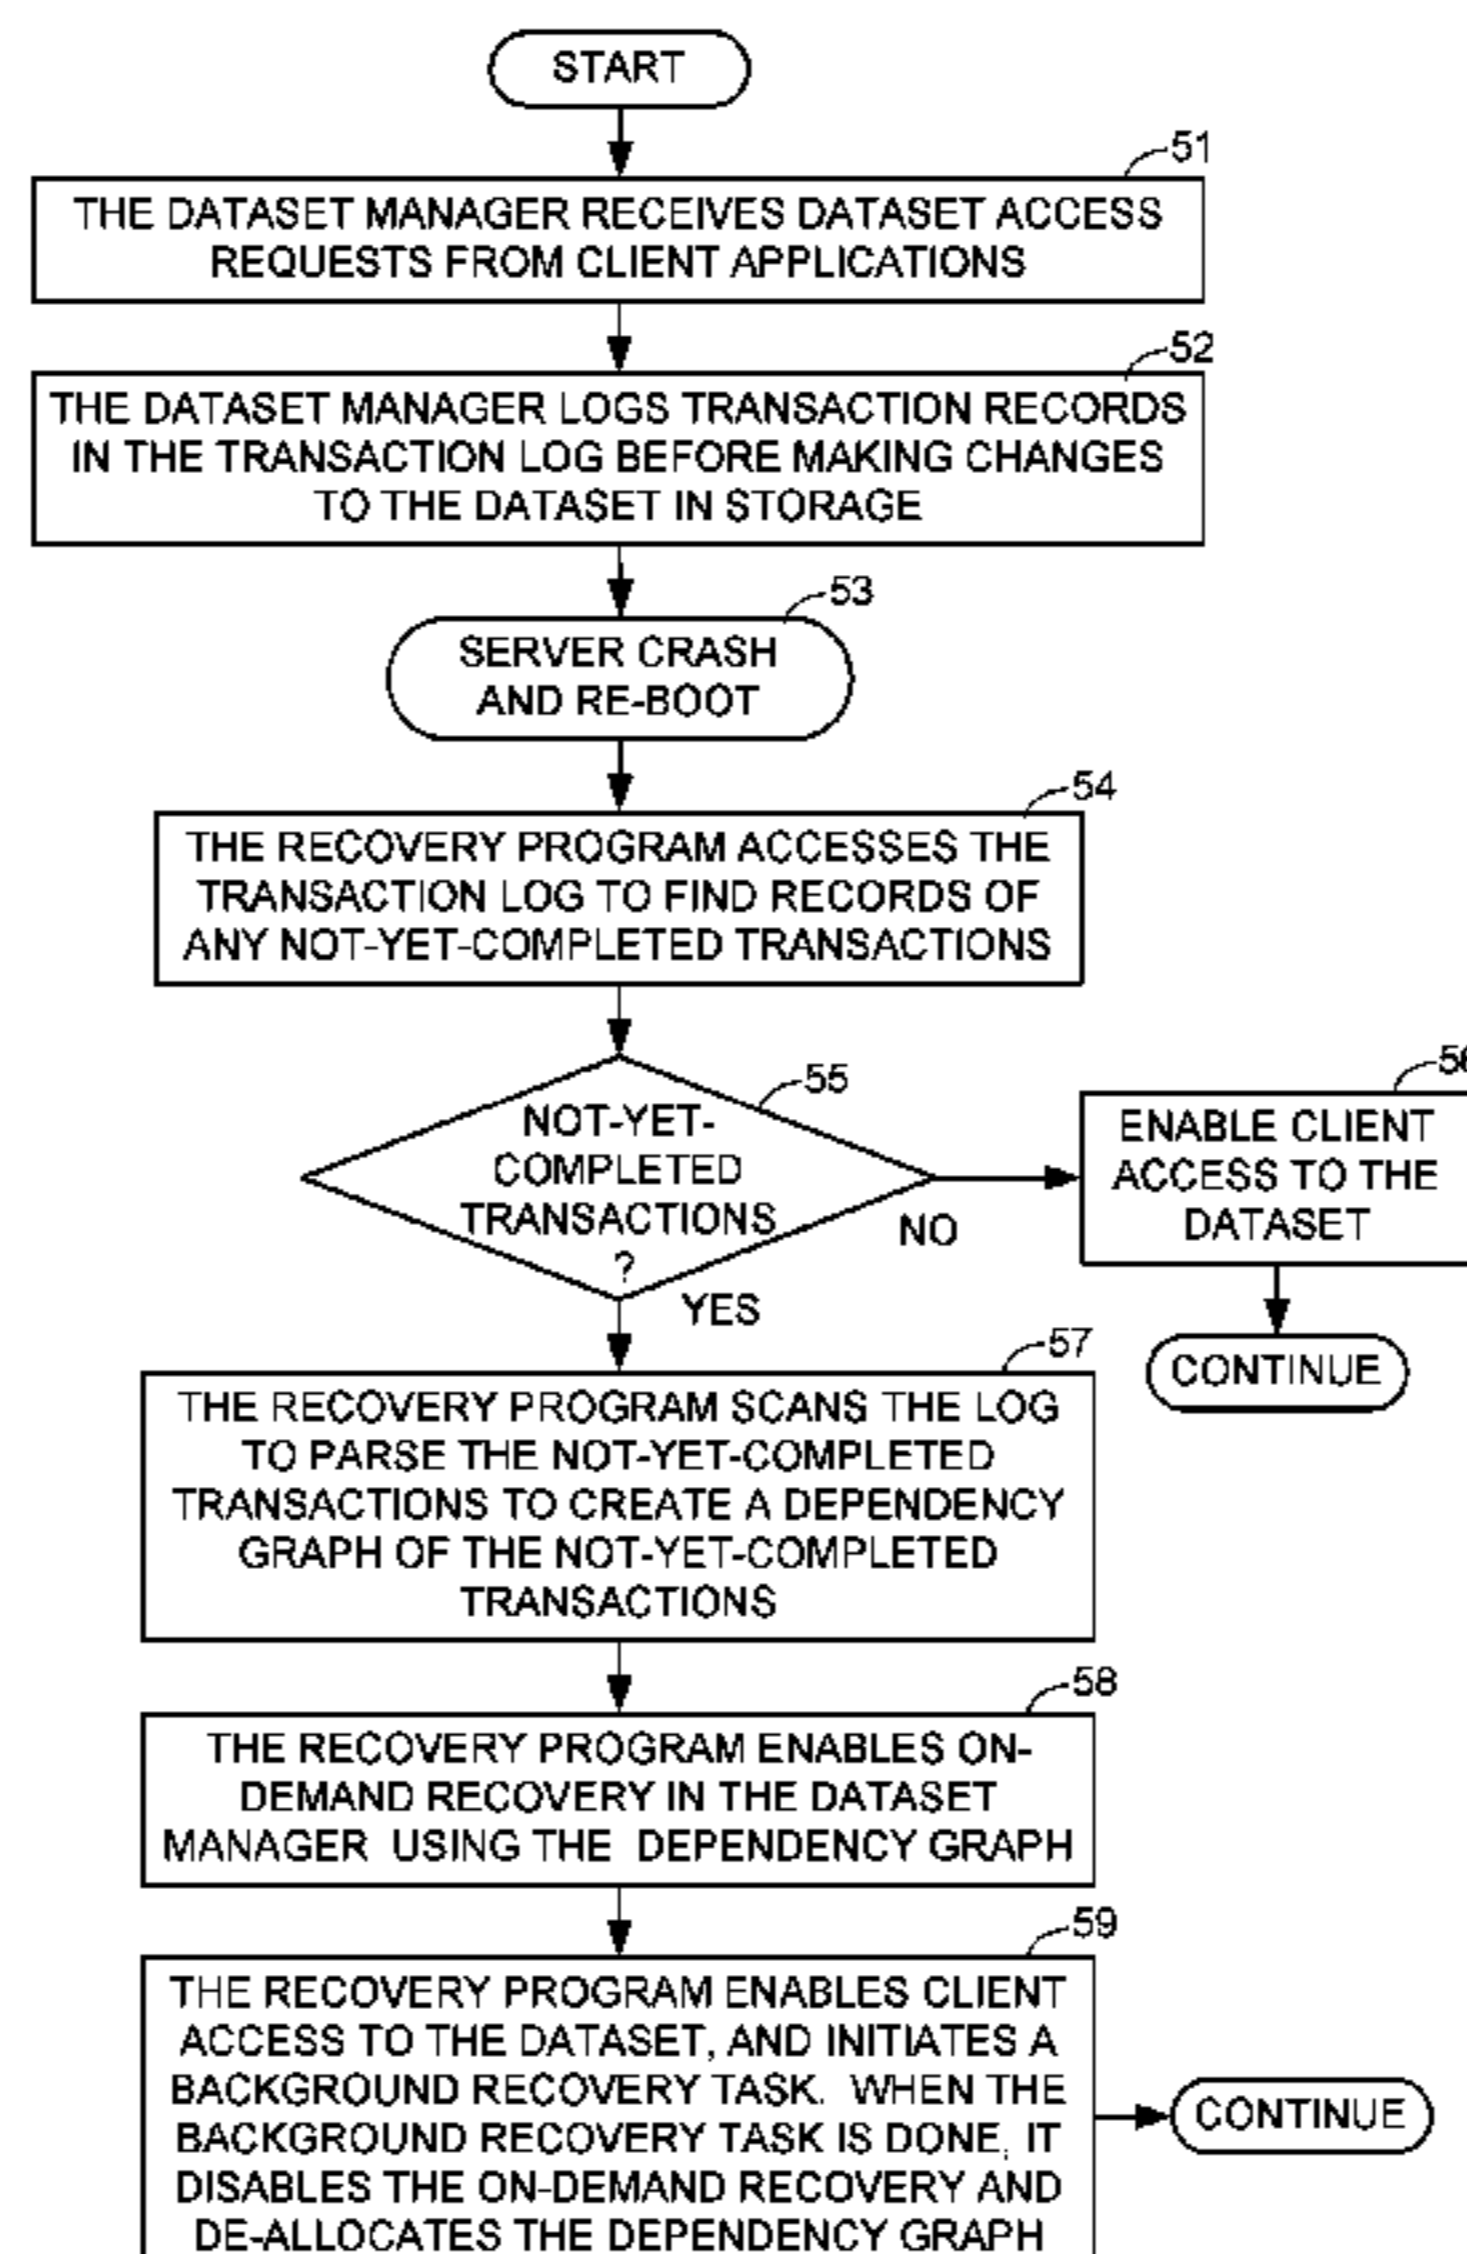 START
51
THE DATASET MANAGER RECEIVES DATASET ACCESS
REQUESTS FROM CLIENT APPLICATIONS
52
THE DATASET MANAGER LOGS TRANSACTION RECORDS
IN THE TRANSACTION LOG BEFORE MAKING CHANGES
TO THE DATASET IN STORAGE
53
SERVER CRASH
AND RE-BOOT
54
THE RECOVERY PROGRAM ACCESSES THE
TRANSACTION LOG TO FIND RECORDS OF
ANY NOT-YET-COMPLETED TRANSACTIONS
55
NOT-YET-
COMPLETED
TRANSACTIONS
?
NO
YES
ENABLE CLIENT
ACCESS TO THE
DATASET
CONTINUE
57
THE RECOVERY PROGRAM SCANS THE LOG
TO PARSE THE NOT-YET-COMPLETED
TRANSACTIONS TO CREATE A DEPENDENCY
GRAPH OF THE NOT-YET-COMPLETED
TRANSACTIONS
58
THE RECOVERY PROGRAM ENABLES ON-
DEMAND RECOVERY IN THE DATASET
MANAGER USING THE DEPENDENCY GRAPH
59
THE RECOVERY PROGRAM ENABLES CLIENT
ACCESS TO THE DATASET, AND INITIATES A
BACKGROUND RECOVERY TASK. WHEN THE
BACKGROUND RECOVERY TASK IS DONE, IT
DISABLES THE ON-DEMAND RECOVERY AND
DE-ALLOCATES THE DEPENDENCY GRAPH
CONTINUE